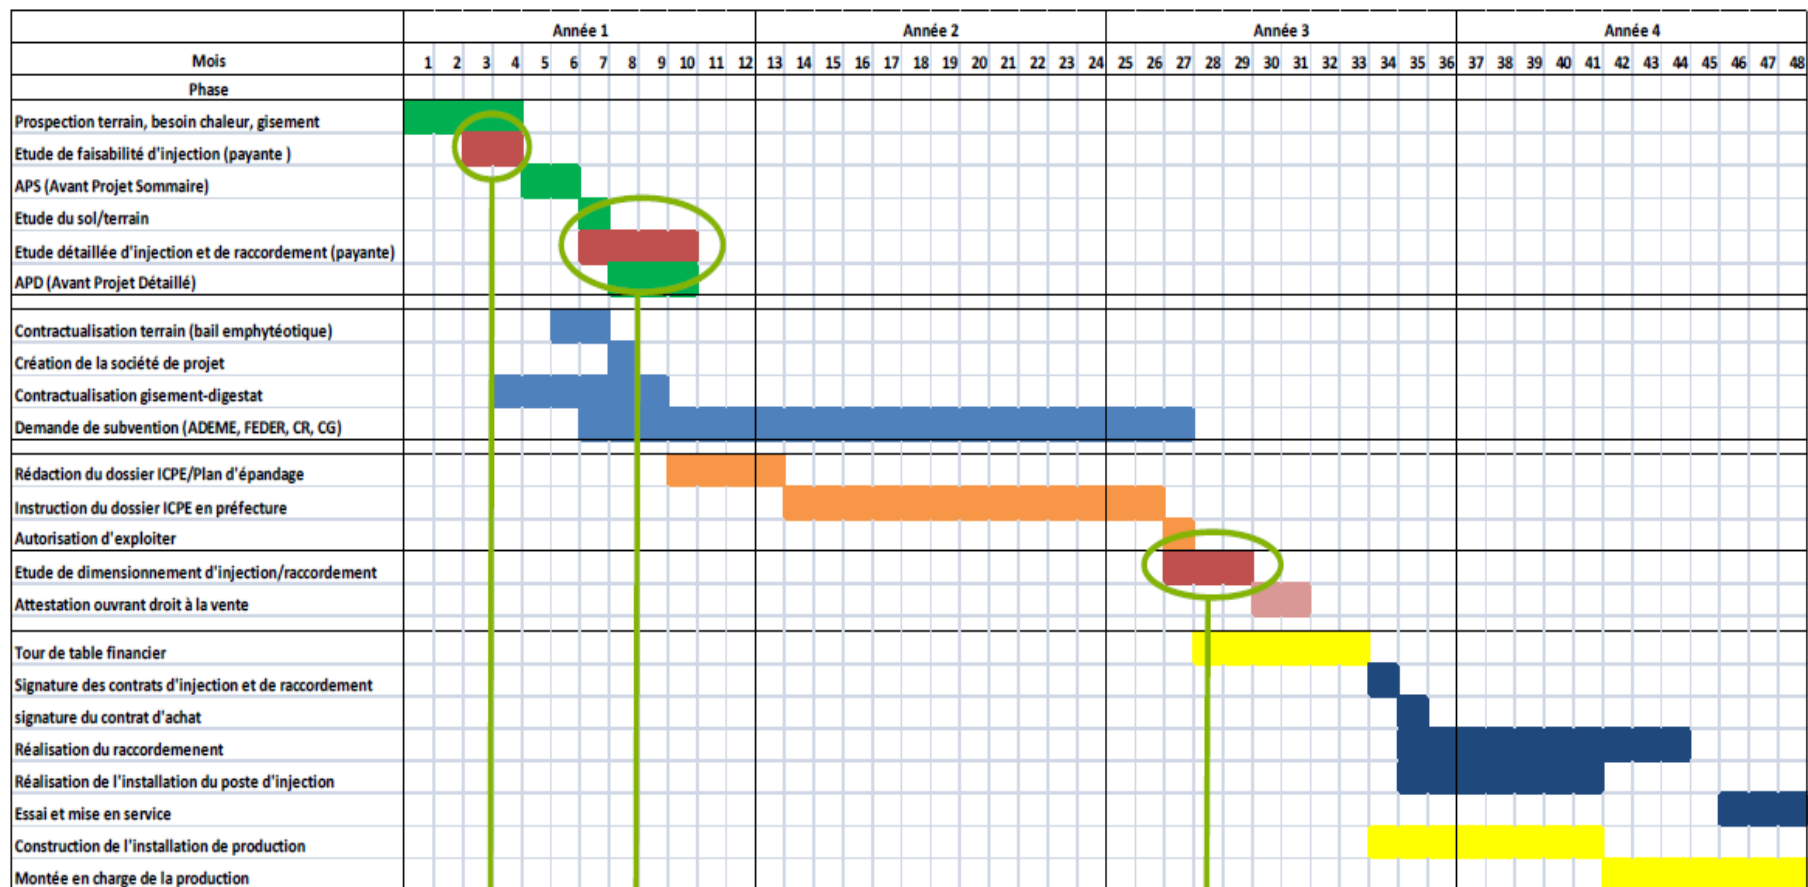 Année 1 Année 2 Année 3 Année 4
Mois 1 2 3 4 5 6 7 8 9 10 11 12 13 14 15 16 17 18 19 20 21 22 23 24 25 26 27 28 29 30 31 32 33 34 35 36 37 38 39 40 41 42 43 44 45 46 47 48
Phase
Prospection terrain, besoin chaleur, gisement
Etude de faisabilité d'injection (payante )
APS (Avant Projet Sommaire)
Etude du sol/terrain
Etude détaillée d'injection et de raccordement (payante)
APD (Avant Projet Détaillé)
Contractualisation terrain (bail emphytéotique)
Création de la société de projet
Contractualisation gisement-digestat
Demande de subvention (ADEME, FEDER, CR, CG)
Rédaction du dossier ICPE/Plan d'épandage
Instruction du dossier ICPE en préfecture
Autorisation d'exploiter
Etude de dimensionnement d'injection/raccordement
Attestation ouvrant droit à la vente
Tour de table financier
Signature des contrats d'injection et de raccordement
signature du contrat d'achat
Réalisation du raccordemenent
Réalisation de l'installation du poste d'injection
Essai et mise en service
Construction de l'installation de production
Montée en charge de la production